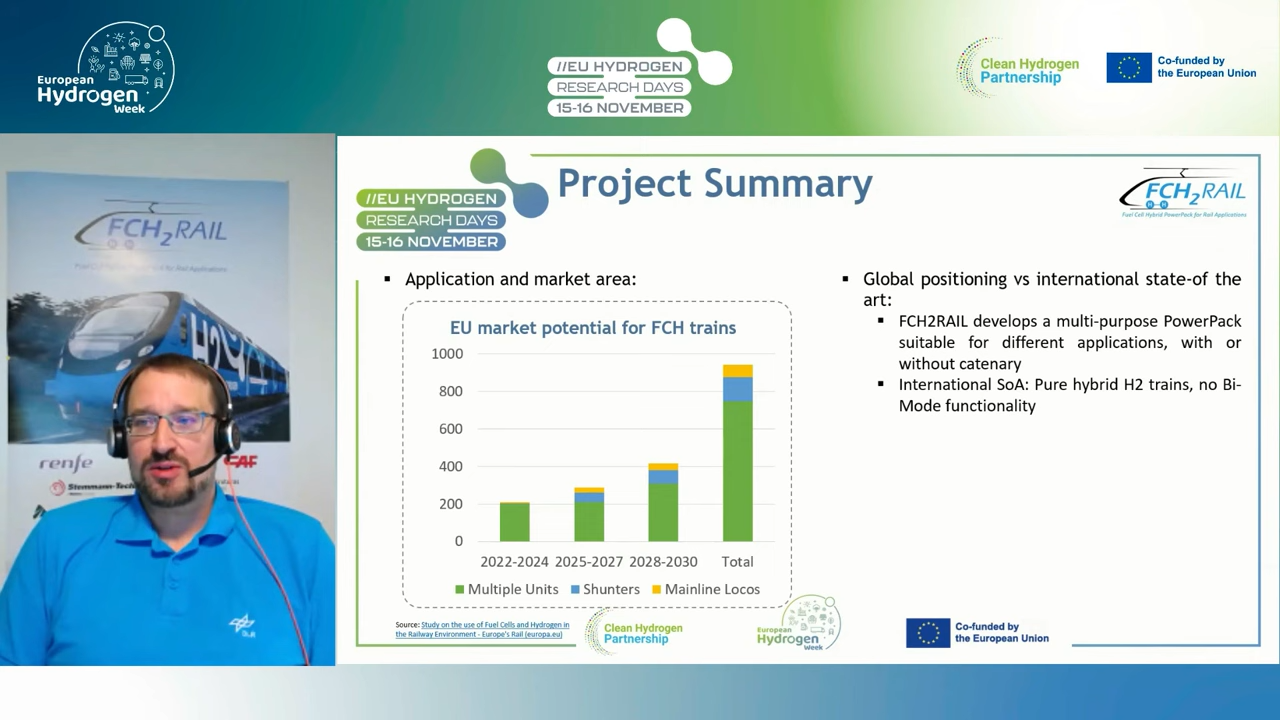 European
Hydrogen
Week
//EU HYDROGEN
RESEARCH DAYS
15-16 NOVEMBER
Clean Hydrogen
Partnership
Co-funded by
the European Union
FCH2RAIL
H2
renfe
CAF
Stemmann-Tech
DLR
//EU HYDROGEN
RESEARCH DAYS
15-16 NOVEMBER
Project Summary
FCH2RAIL
Fuel Cell Hybrid PowerPack for Rail Applications
▪ Application and market area:
EU market potential for FCH trains
1000
800
600
400
200
0
2022-2024 2025-2027 2028-2030 Total
Multiple Units Shunters Mainline Locos
Source: Study on the use of Fuel Cells and Hydrogen in
the Railway Environment - Europe's Rail (europa.eu)
▪ Global positioning vs international state-of the
art:
▪ FCH2RAIL develops a multi-purpose PowerPack
suitable for different applications, with or
without catenary
▪ International SoA: Pure hybrid H2 trains, no Bi-
Mode functionality
Clean Hydrogen
Partnership
European
Hydrogen
Week
Co-funded by
the European Union